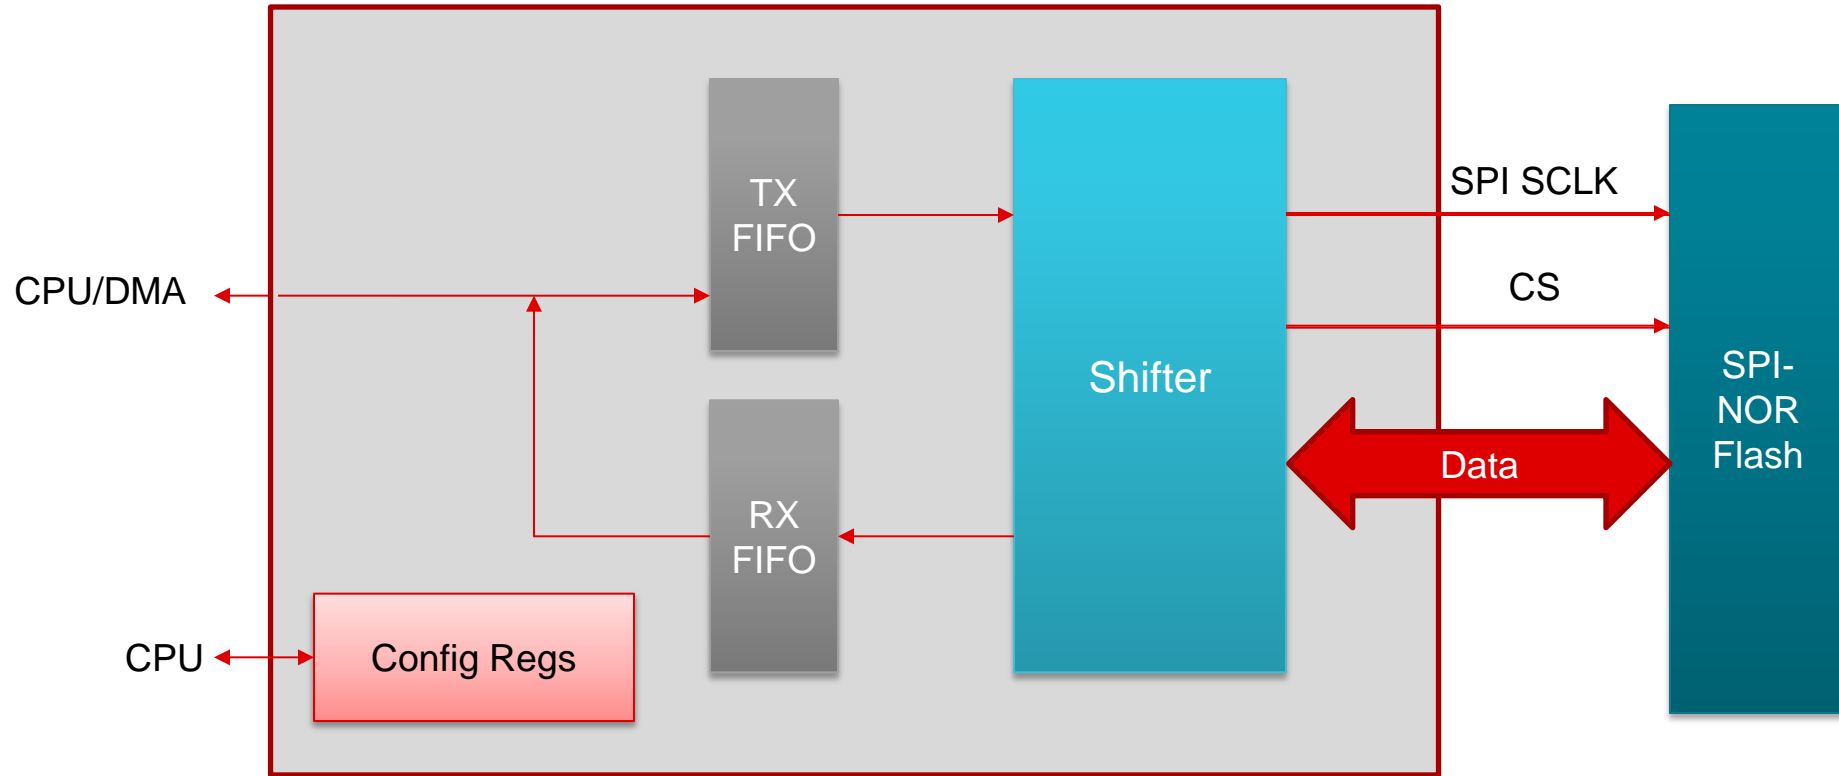 TX
FIFO
SPI SCLK
CPU/DMA
CS
Shifter
SPI-
NOR
Flash
Data
RX
FIFO
CPU
Config Regs